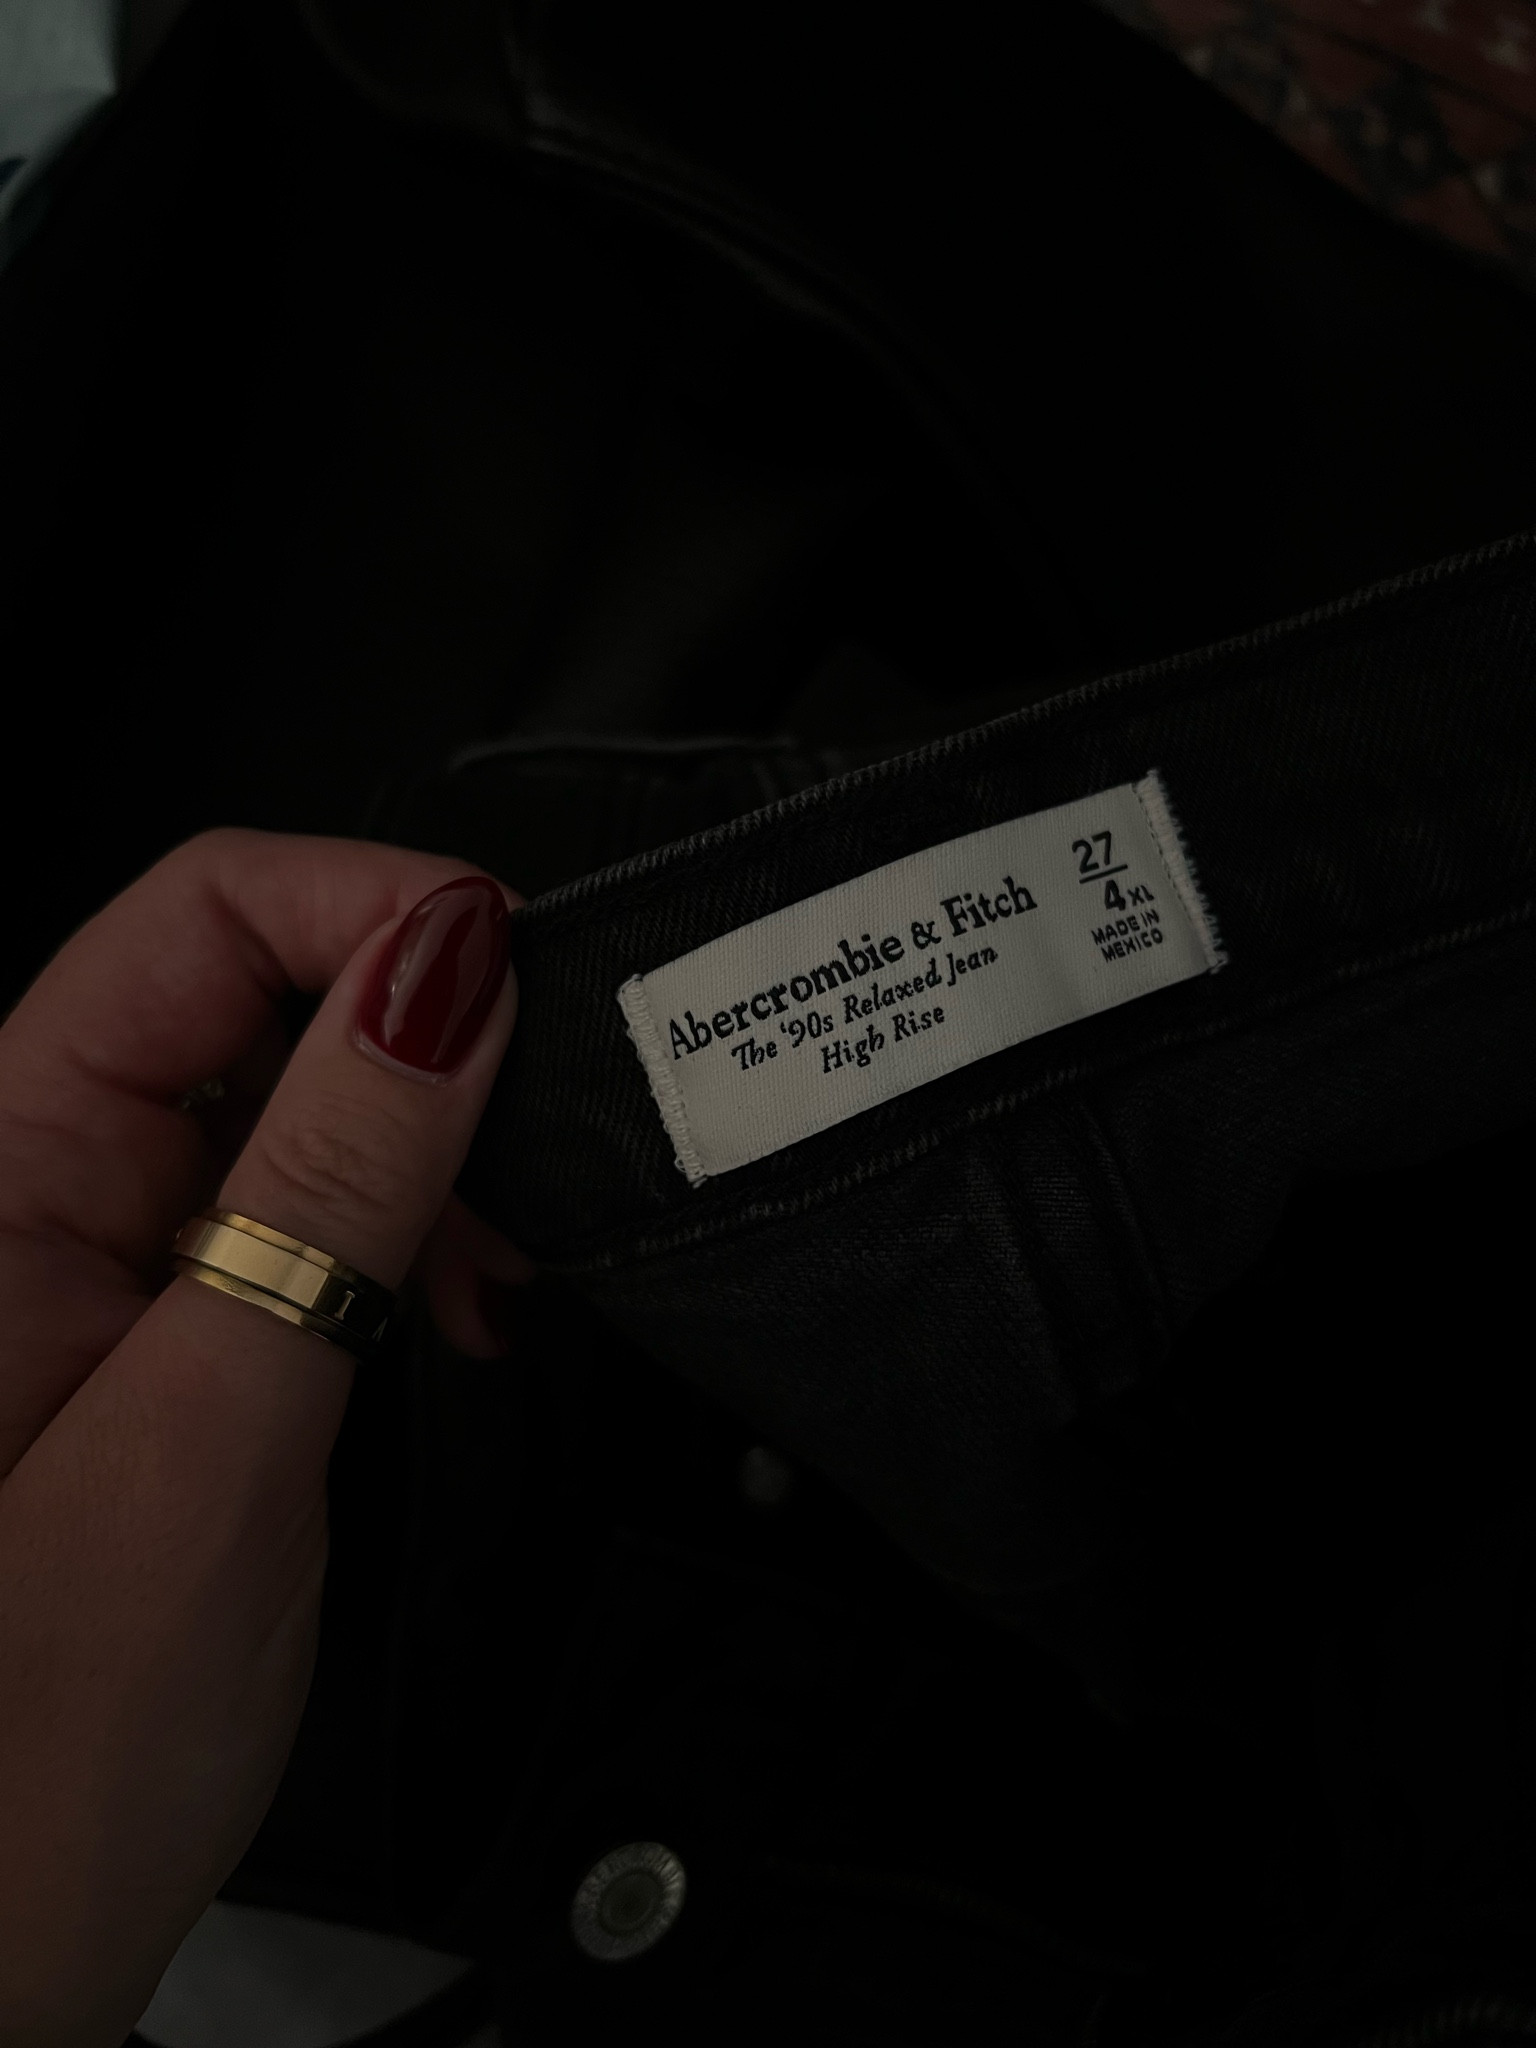 Abercrombie & Fitch
The '90s Relaxed Jean
High Rise
27
4XL
MADE IN
MEXICO
I